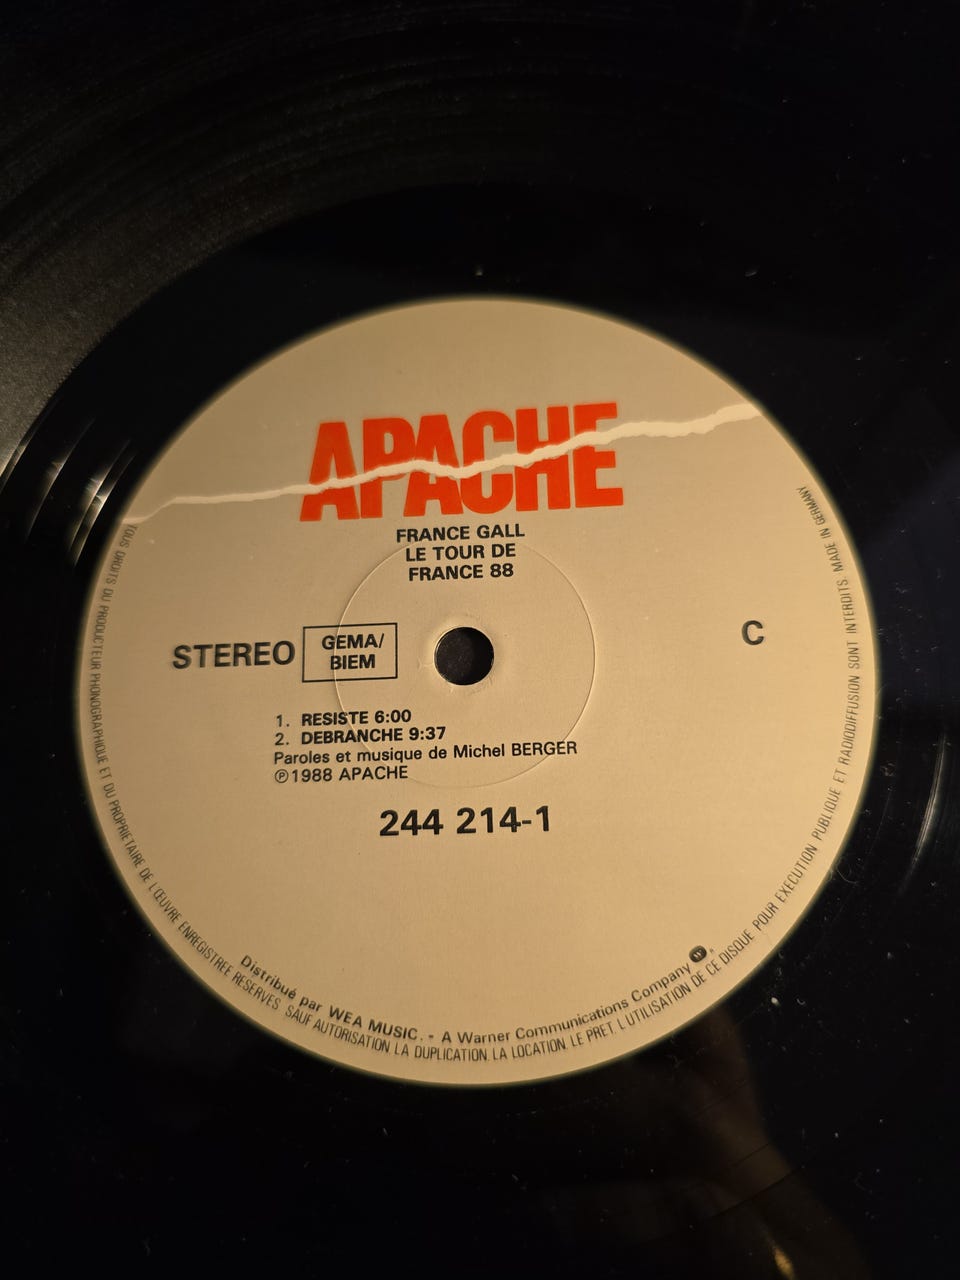 APACHE
FRANCE GALL
LE TOUR DE
FRANCE 88
STEREO
GEMA/
BIEM
C
1. RESISTE 6:00
2. DEBRANCHE 9:37
Paroles et musique de Michel BERGER
℗1988 APACHE
244 214-1
Distribué par WEA MUSIC. - A Warner Communications Company
TOUS DROITS DU PRODUCTEUR PHONOGRAPHIQUE ET DU PROPRIETAIRE DE L'ŒUVRE ENREGISTREE RESERVES SAUF AUTORISATION LA DUPLICATION, LA LOCATION, LE PRET, L'UTILISATION DE CE DISQUE POUR EXECUTION PUBLIQUE ET RADIODIFFUSION SONT INTERDITS. MADE IN GERMANY